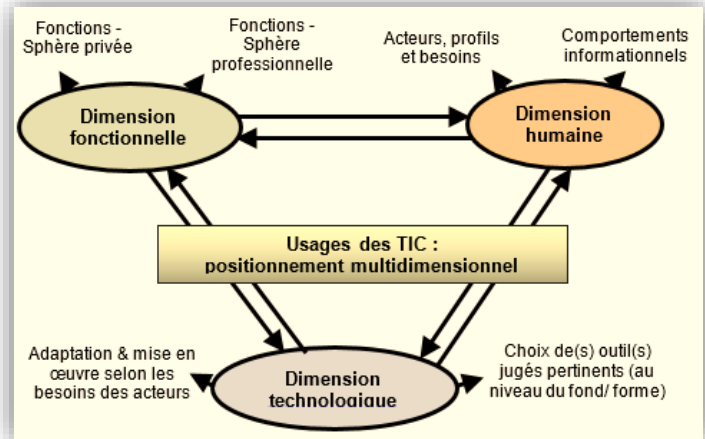 Fonctions -
Sphère privée
Fonctions -
Sphère
professionnelle
Acteurs, profils
et besoins
Comportements
informationnels
Dimension
fonctionnelle
Dimension
humaine
Usages des TIC :
positionnement multidimensionnel
Adaptation & mise en
œuvre selon les
besoins des acteurs
Dimension
technologique
Choix de(s) outil(s)
jugés pertinents (au
niveau du fond/ forme)